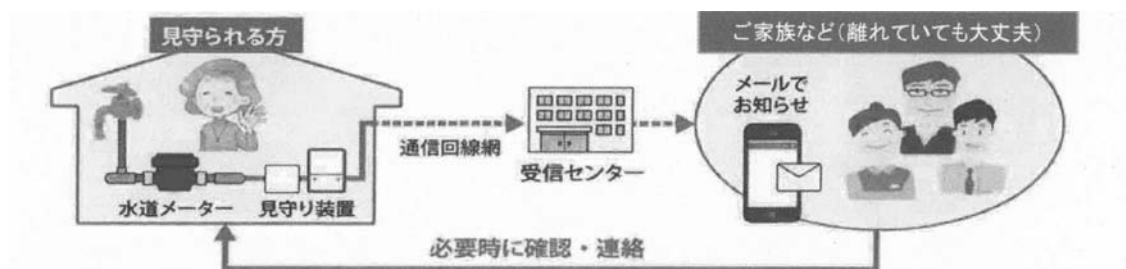 見守られる方
ご家族など(離れていても大丈夫)
メールで
お知らせ
通信回線網
受信センター
水道メーター
見守り装置
必要時に確認・連絡